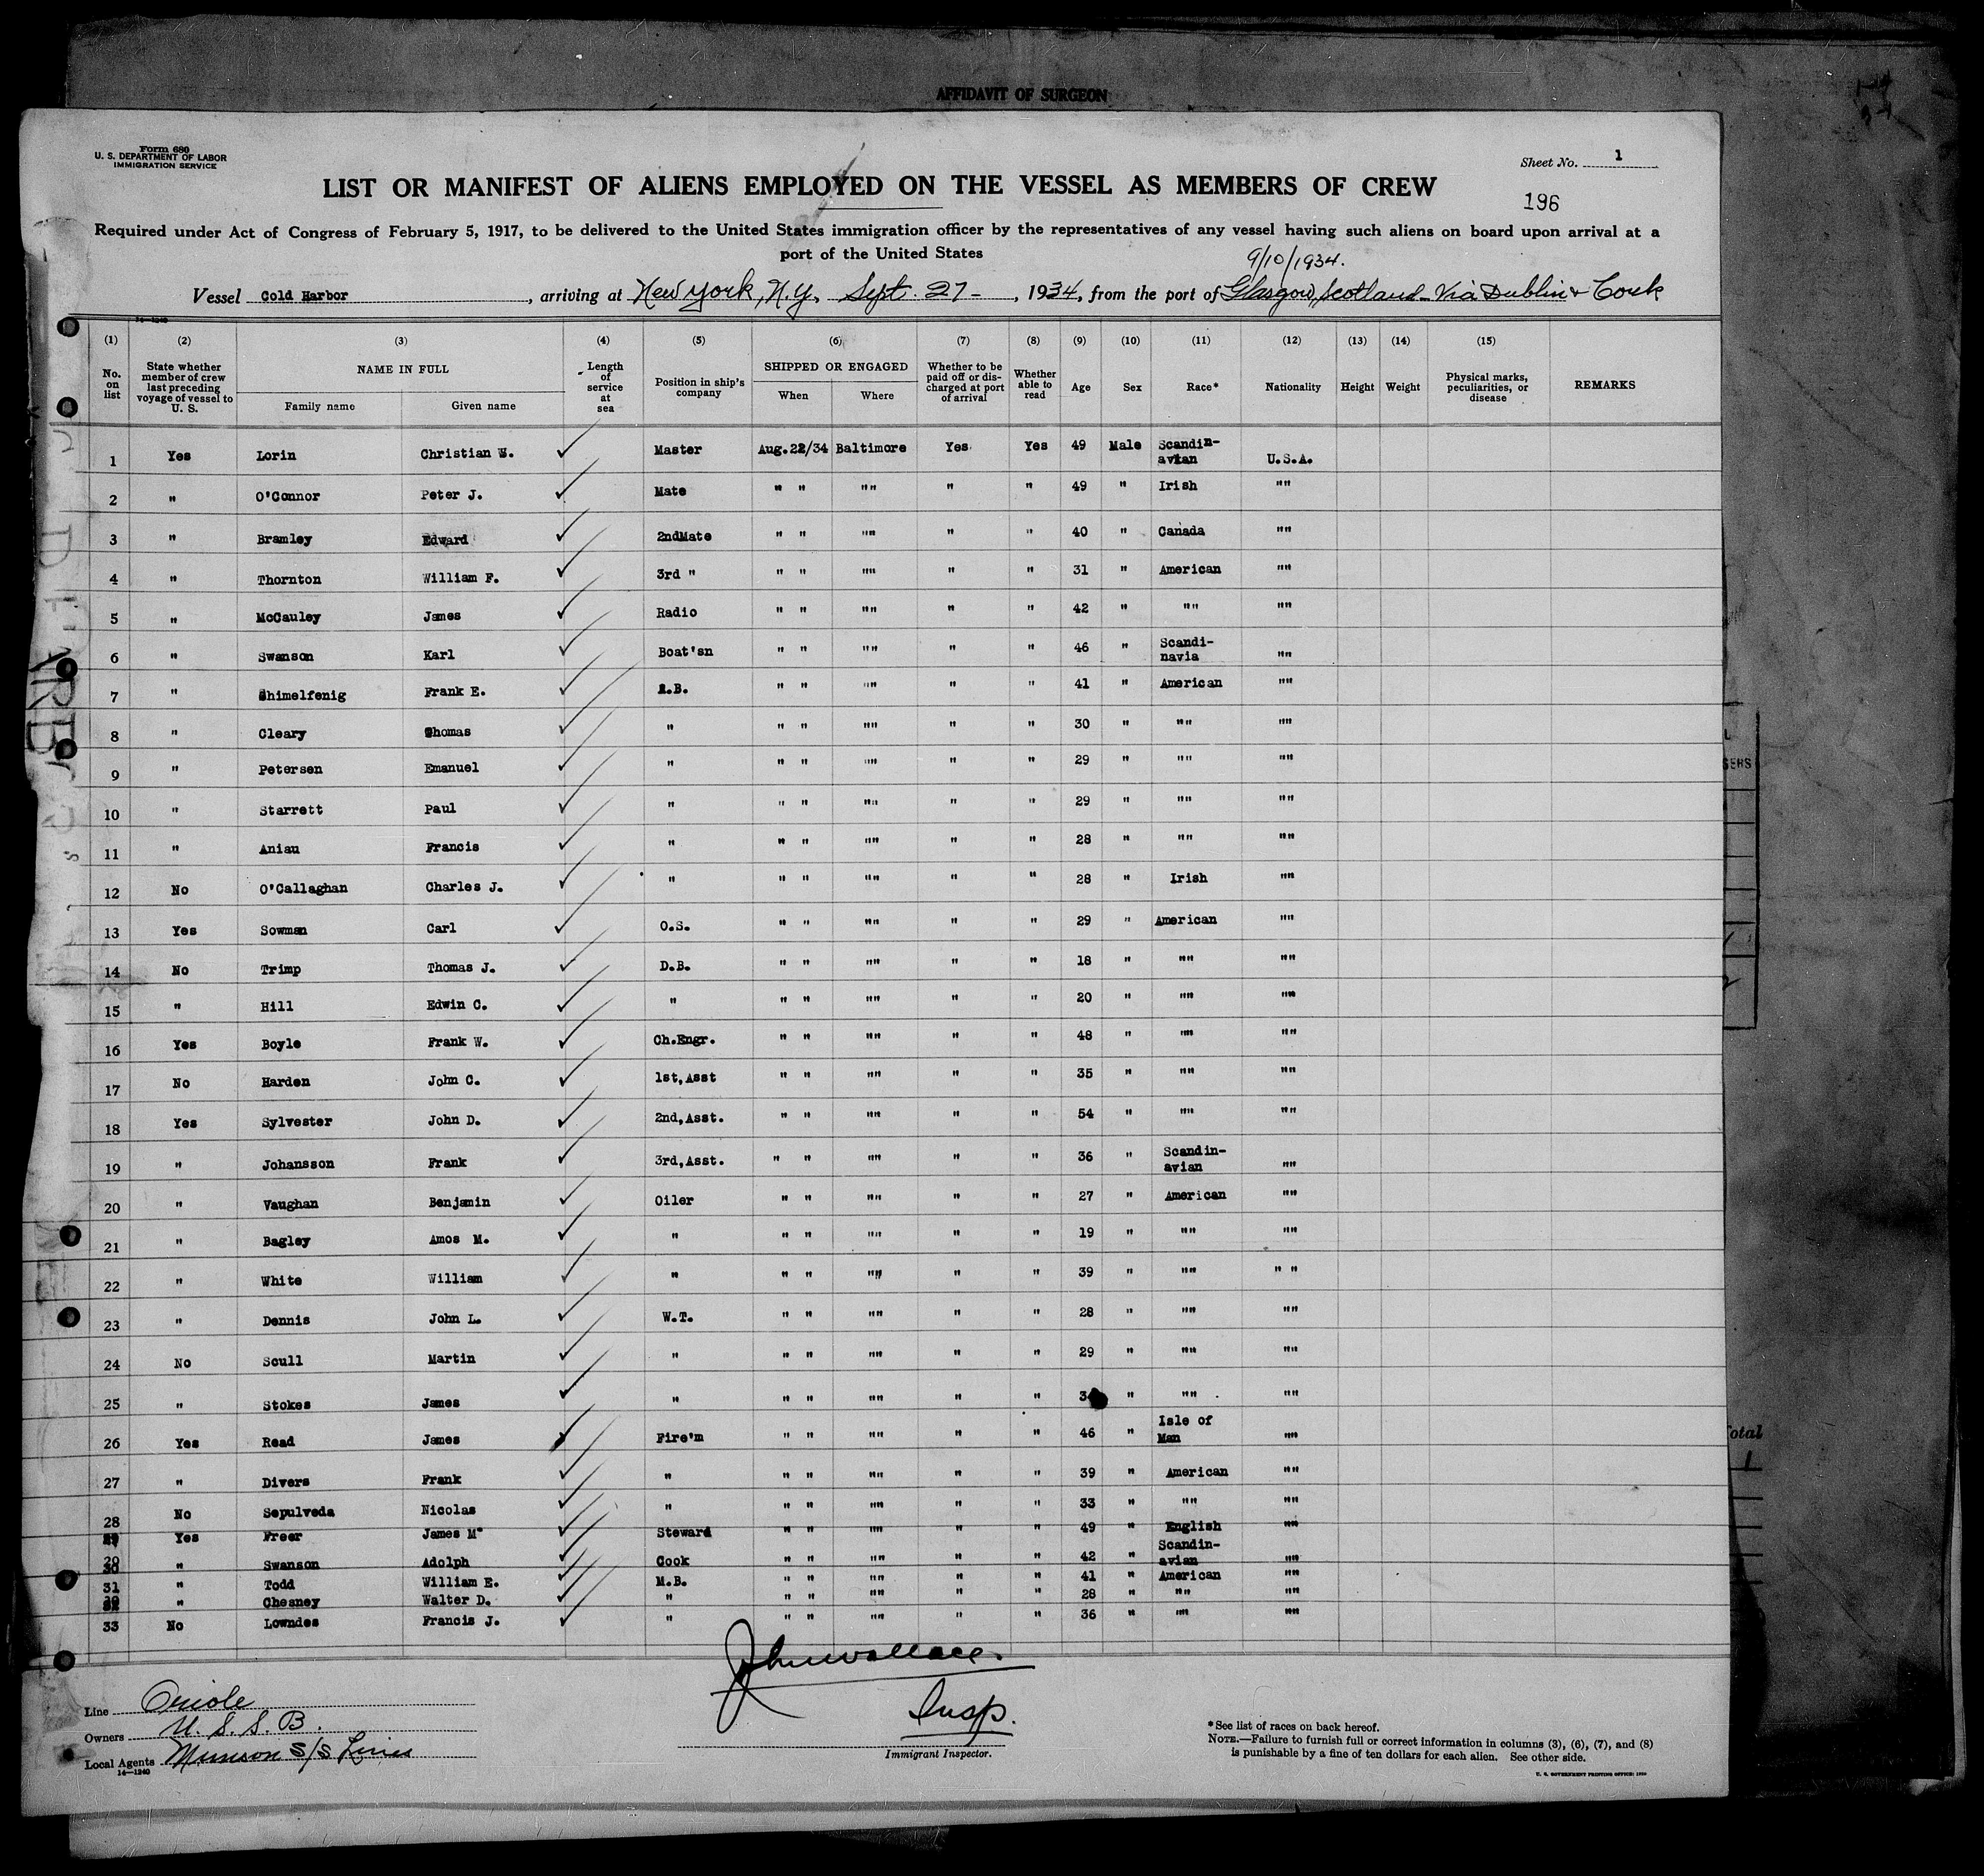 AFFIDAVIT OF SURGEON
Form 680
U. S. DEPARTMENT OF LABOR
IMMIGRATION SERVICE
Sheet No. 1
LIST OR MANIFEST OF ALIENS EMPLOYED ON THE VESSEL AS MEMBERS OF CREW
196
Required under Act of Congress of February 5, 1917, to be delivered to the United States immigration officer by the representatives of any vessel having such aliens on board upon arrival at a
port of the United States
9/10/1934.
Vessel Cold Harbor, arriving at New York, N.Y. Sept. 27-, 1934, from the port of Glasgow, Scotland Via Dublin & Cork
14-1240
(1) (2) (3) (4) (5) (6) (7) (8) (9) (10) (11) (12) (13) (14) (15)
No. on list State whether member of crew last preceding voyage of vessel to U. S. NAME IN FULL Family name Given name Length of service at sea Position in ship's company SHIPPED OR ENGAGED When Where Whether to be paid off or discharged at port of arrival Whether able to read Age Sex Race* Nationality Height Weight Physical marks, peculiarities, or disease REMARKS
1 Yes Lorin Christian W. Master Aug.22/34 Baltimore Yes Yes 49 Male Scandin-avian U.S.A.
2 " O'Connor Peter J. Mate " " "" " " 49 " Irish ""
3 " Bramley Edward 2ndMate " " "" " " 40 " Canada ""
4 " Thornton William F. 3rd " " " "" " " 31 " American ""
5 " McCauley James Radio " " "" " " 42 " "" ""
6 " Swanson Karl Boat'sn " " "" " " 46 " Scandi-navia ""
7 " Shimelfenig Frank E. A.B. " " "" " " 41 " American ""
8 " Cleary Thomas " " " "" " " 30 " "" ""
9 " Petersen Emanuel " " " "" " " 29 " "" ""
10 " Starrett Paul " " " "" " " 29 " "" ""
11 " Aniau Francis " " " "" " " 28 " "" ""
12 No O'Callaghan Charles J. " " " "" " " 28 " Irish ""
13 Yes Sowman Carl O.S. " " "" " " 29 " American ""
14 No Trimp Thomas J. D.B. " " "" " " 18 " "" ""
15 " Hill Edwin C. " " " "" " " 20 " "" ""
16 Yes Boyle Frank W. Ch.Engr. " " "" " " 48 " "" ""
17 No Harden John C. 1st,Asst " " "" " " 35 " "" ""
18 Yes Sylvester John D. 2nd,Asst. " " "" " " 54 " "" ""
19 " Johansson Frank 3rd,Asst. " " "" " " 36 " Scandin-avian ""
20 " Vaughan Benjamin Oiler " " "" " " 27 " American ""
21 " Bagley Amos M. " " " "" " " 19 " "" ""
22 " White William " " " "" " " 39 " "" " "
23 " Dennis John L. W.T. " " "" " " 28 " "" ""
24 No Scull Martin " " " "" " " 29 " "" ""
25 " Stokes James " " " "" " " " "" ""
26 Yes Read James Fire'm " " "" " " 46 " Isle of Man ""
27 " Divers Frank " " " "" " " 39 " American ""
28 No Sepulveda Nicolas " " " "" " " 33 " "" ""
Yes Freer James M" Steward " " "" " " 49 " English ""
30 " Swanson Adolph Cook " " "" " " 42 " Scandin-avian ""
31 " Todd William E. M.B. " " "" " " 41 " American ""
" Chesney Walter D. " " " "" " " 28 " "" ""
33 No Lowndes Francis J. " " " "" " " 36 " "" ""
John Wallace
Insp.
Immigrant Inspector.
Line Oriole
Owners U. S. S. B.
Local Agents Munson S/S Lines
14-1240
*See list of races on back hereof.
NOTE.—Failure to furnish full or correct information in columns (3), (6), (7), and (8)
is punishable by a fine of ten dollars for each alien. See other side.
U. S. GOVERNMENT PRINTING OFFICE:
otal